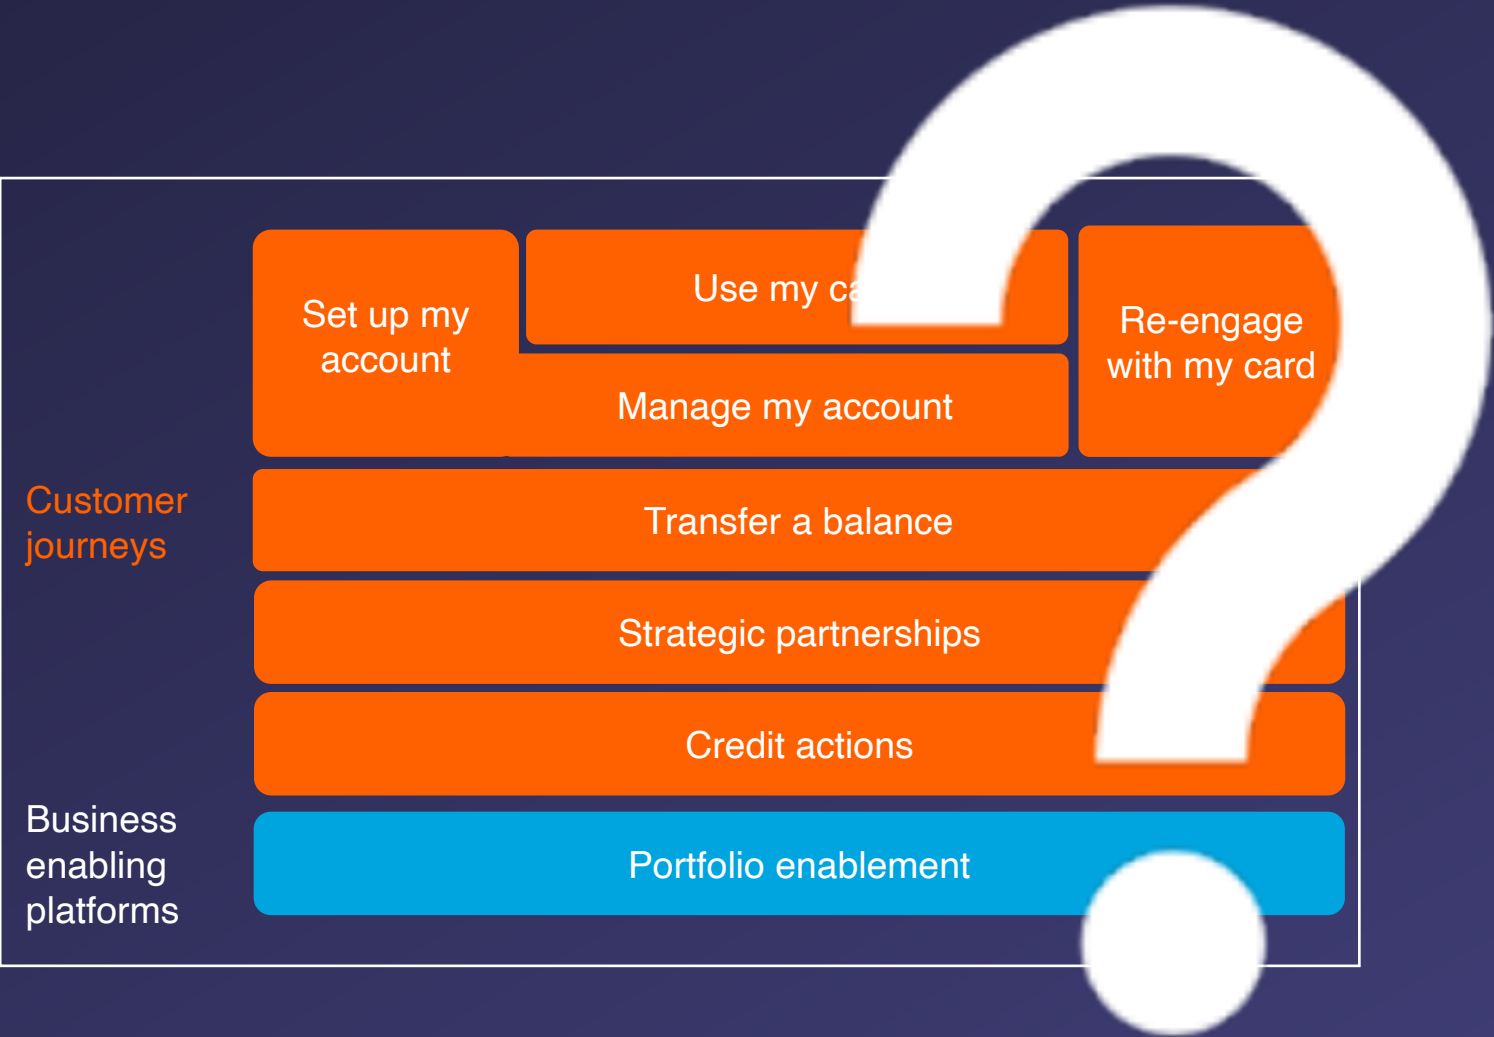 Use my
Set up my
account
Re-engage
with my card
Manage my account
Customer
journeys
Transfer a balance
Strategic partnerships
Credit actions
Business
enabling
platforms
Portfolio enablement
?